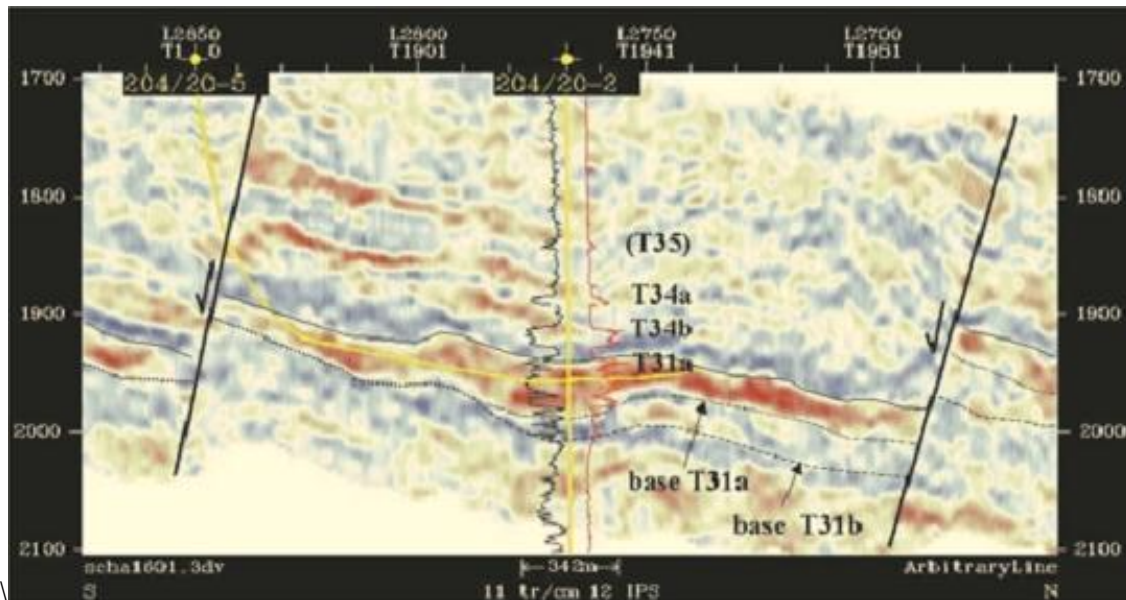 L2850 L2800 L2750 L2700
T1901 T1941 T1981
204/20-5 204/20-2
1700 1700
1800 1800
(T35)
T34a
1900 1900
T34b
T31a
2000 2000
base T31a
base T31b
2100 2100
scha1601.3dv 342m ArbitraryLine
S 11 tr/cm 12 IPS N
\